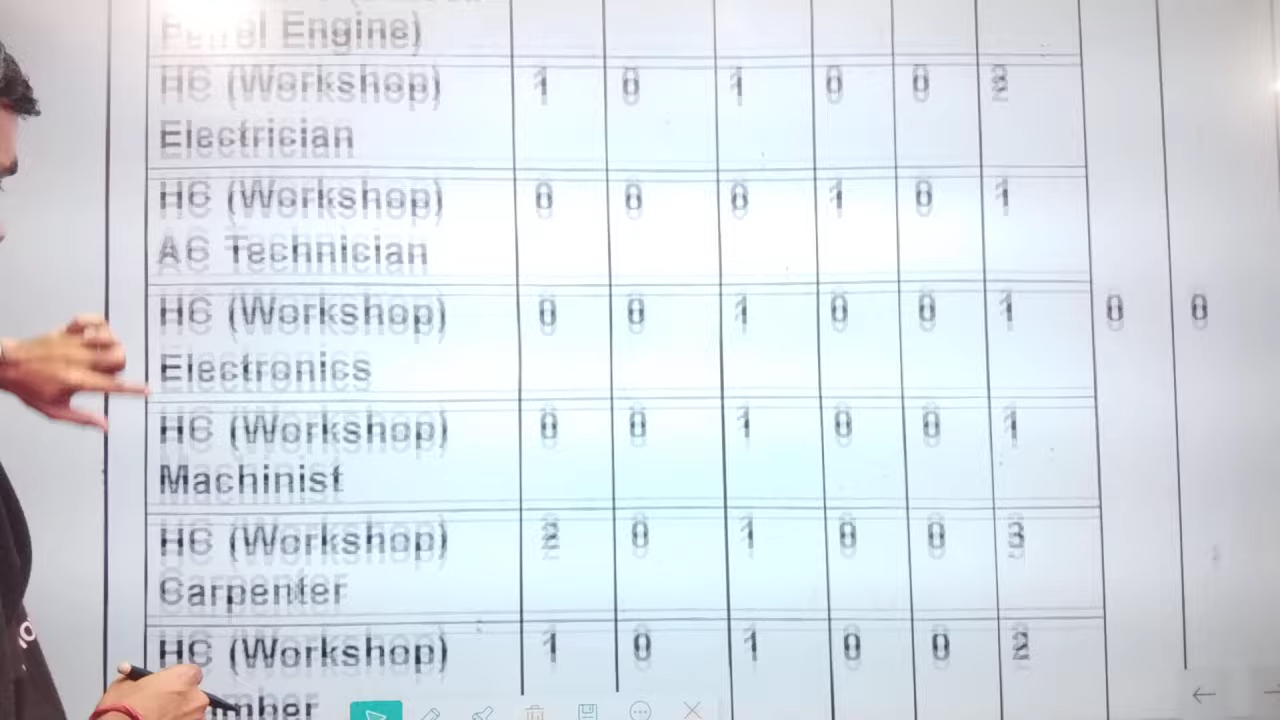 Petrol Engine)
HC (Workshop) 1 0 1 0 0 2
Electrician
HC (Workshop) 0 0 0 1 0 1
AC Technician
HC (Workshop) 0 0 1 0 0 1 0 0
Electronics
HC (Workshop) 0 0 1 0 0 1
Machinist
HC (Workshop) 2 0 1 0 0 3
Carpenter
HC (Workshop) 1 0 1 0 0 2